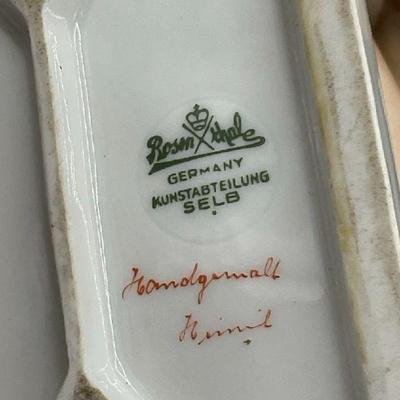 Rosenthal
GERMANY
KUNSTABTEILUNG
SELB
Handgemalt